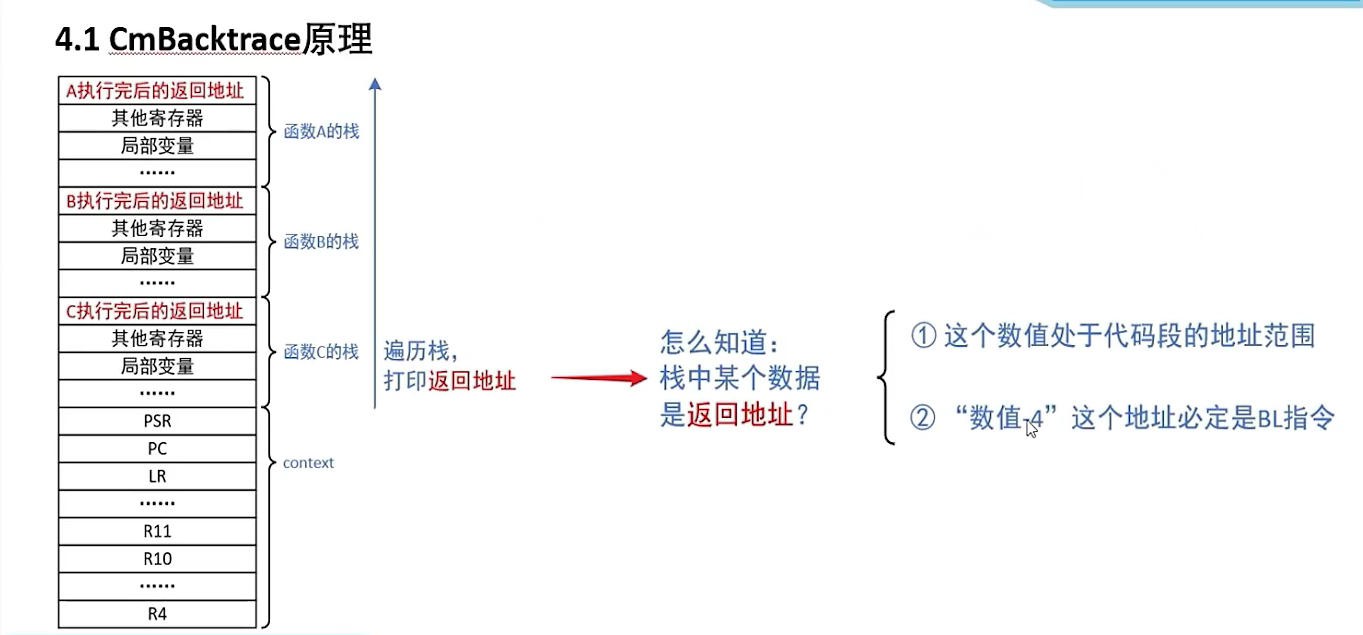 4.1 CmBacktrace原理
A执行完后的返回地址
其他寄存器
局部变量
……
函数A的栈
B执行完后的返回地址
其他寄存器
局部变量
……
函数B的栈
C执行完后的返回地址
其他寄存器
局部变量
……
函数C的栈
PSR
PC
LR
……
R11
R10
……
R4
context
遍历栈，
打印返回地址
怎么知道：
栈中某个数据
是返回地址？
① 这个数值处于代码段的地址范围
② “数值-4”这个地址必定是BL指令